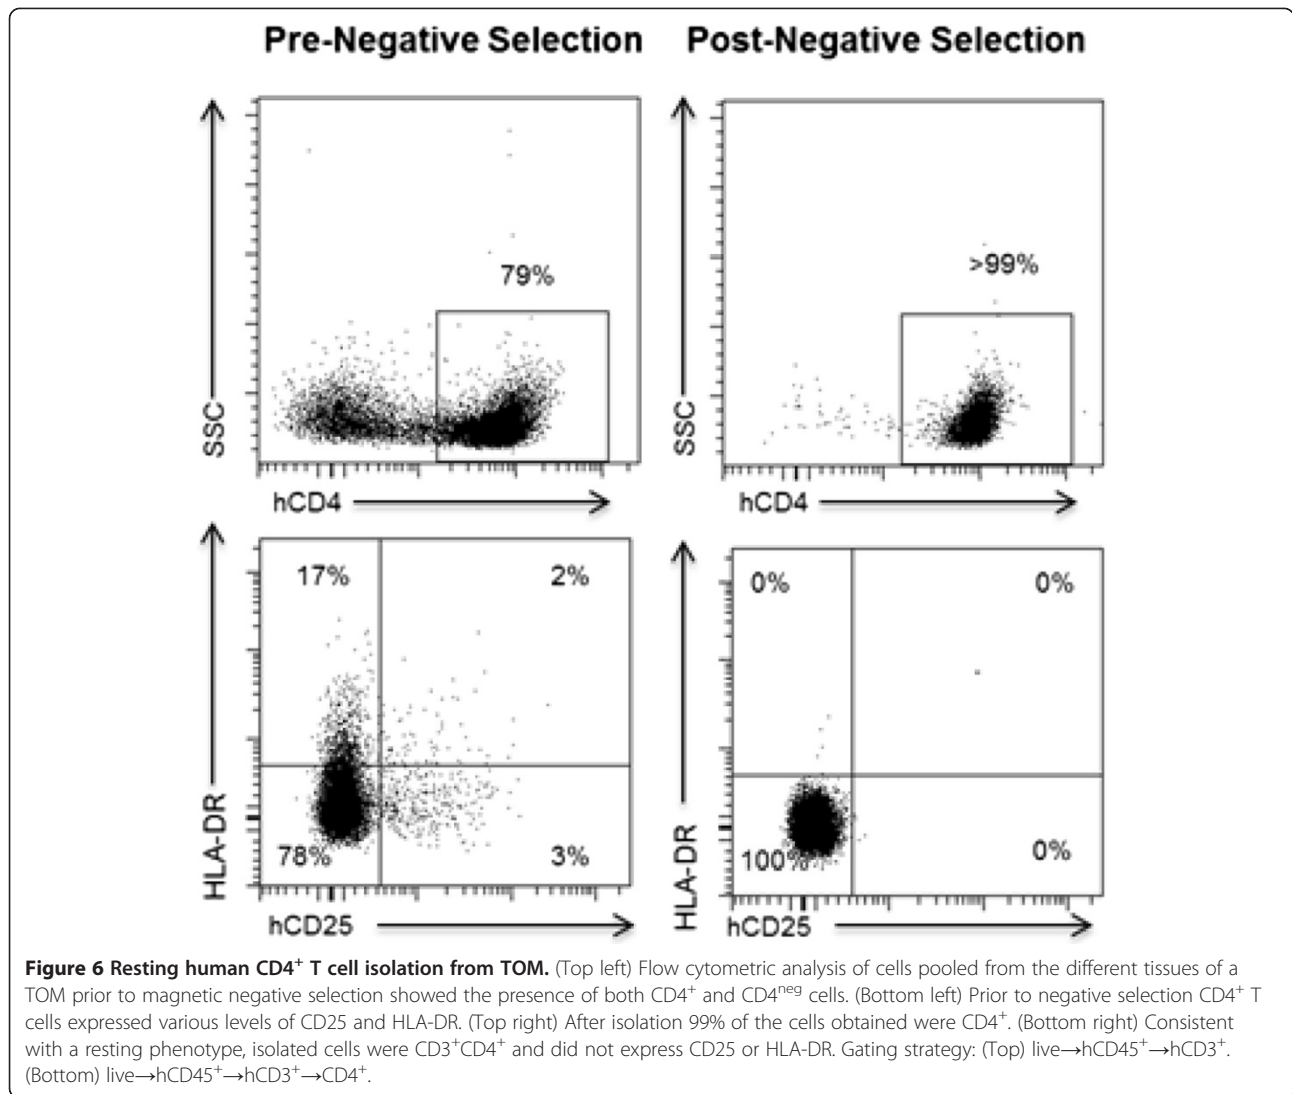 Pre-Negative Selection
Post-Negative Selection
SSC
79%
hCD4
SSC
>99%
hCD4
HLA-DR
17%
2%
78%
3%
hCD25
HLA-DR
0%
0%
100%
0%
hCD25
Figure 6 Resting human CD4⁺ T cell isolation from TOM. (Top left) Flow cytometric analysis of cells pooled from the different tissues of a
TOM prior to magnetic negative selection showed the presence of both CD4⁺ and CD4ⁿᵉᵍ cells. (Bottom left) Prior to negative selection CD4⁺ T
cells expressed various levels of CD25 and HLA-DR. (Top right) After isolation 99% of the cells obtained were CD4⁺. (Bottom right) Consistent
with a resting phenotype, isolated cells were CD3⁺CD4⁺ and did not express CD25 or HLA-DR. Gating strategy: (Top) live→hCD45⁺→hCD3⁺.
(Bottom) live→hCD45⁺→hCD3⁺→CD4⁺.